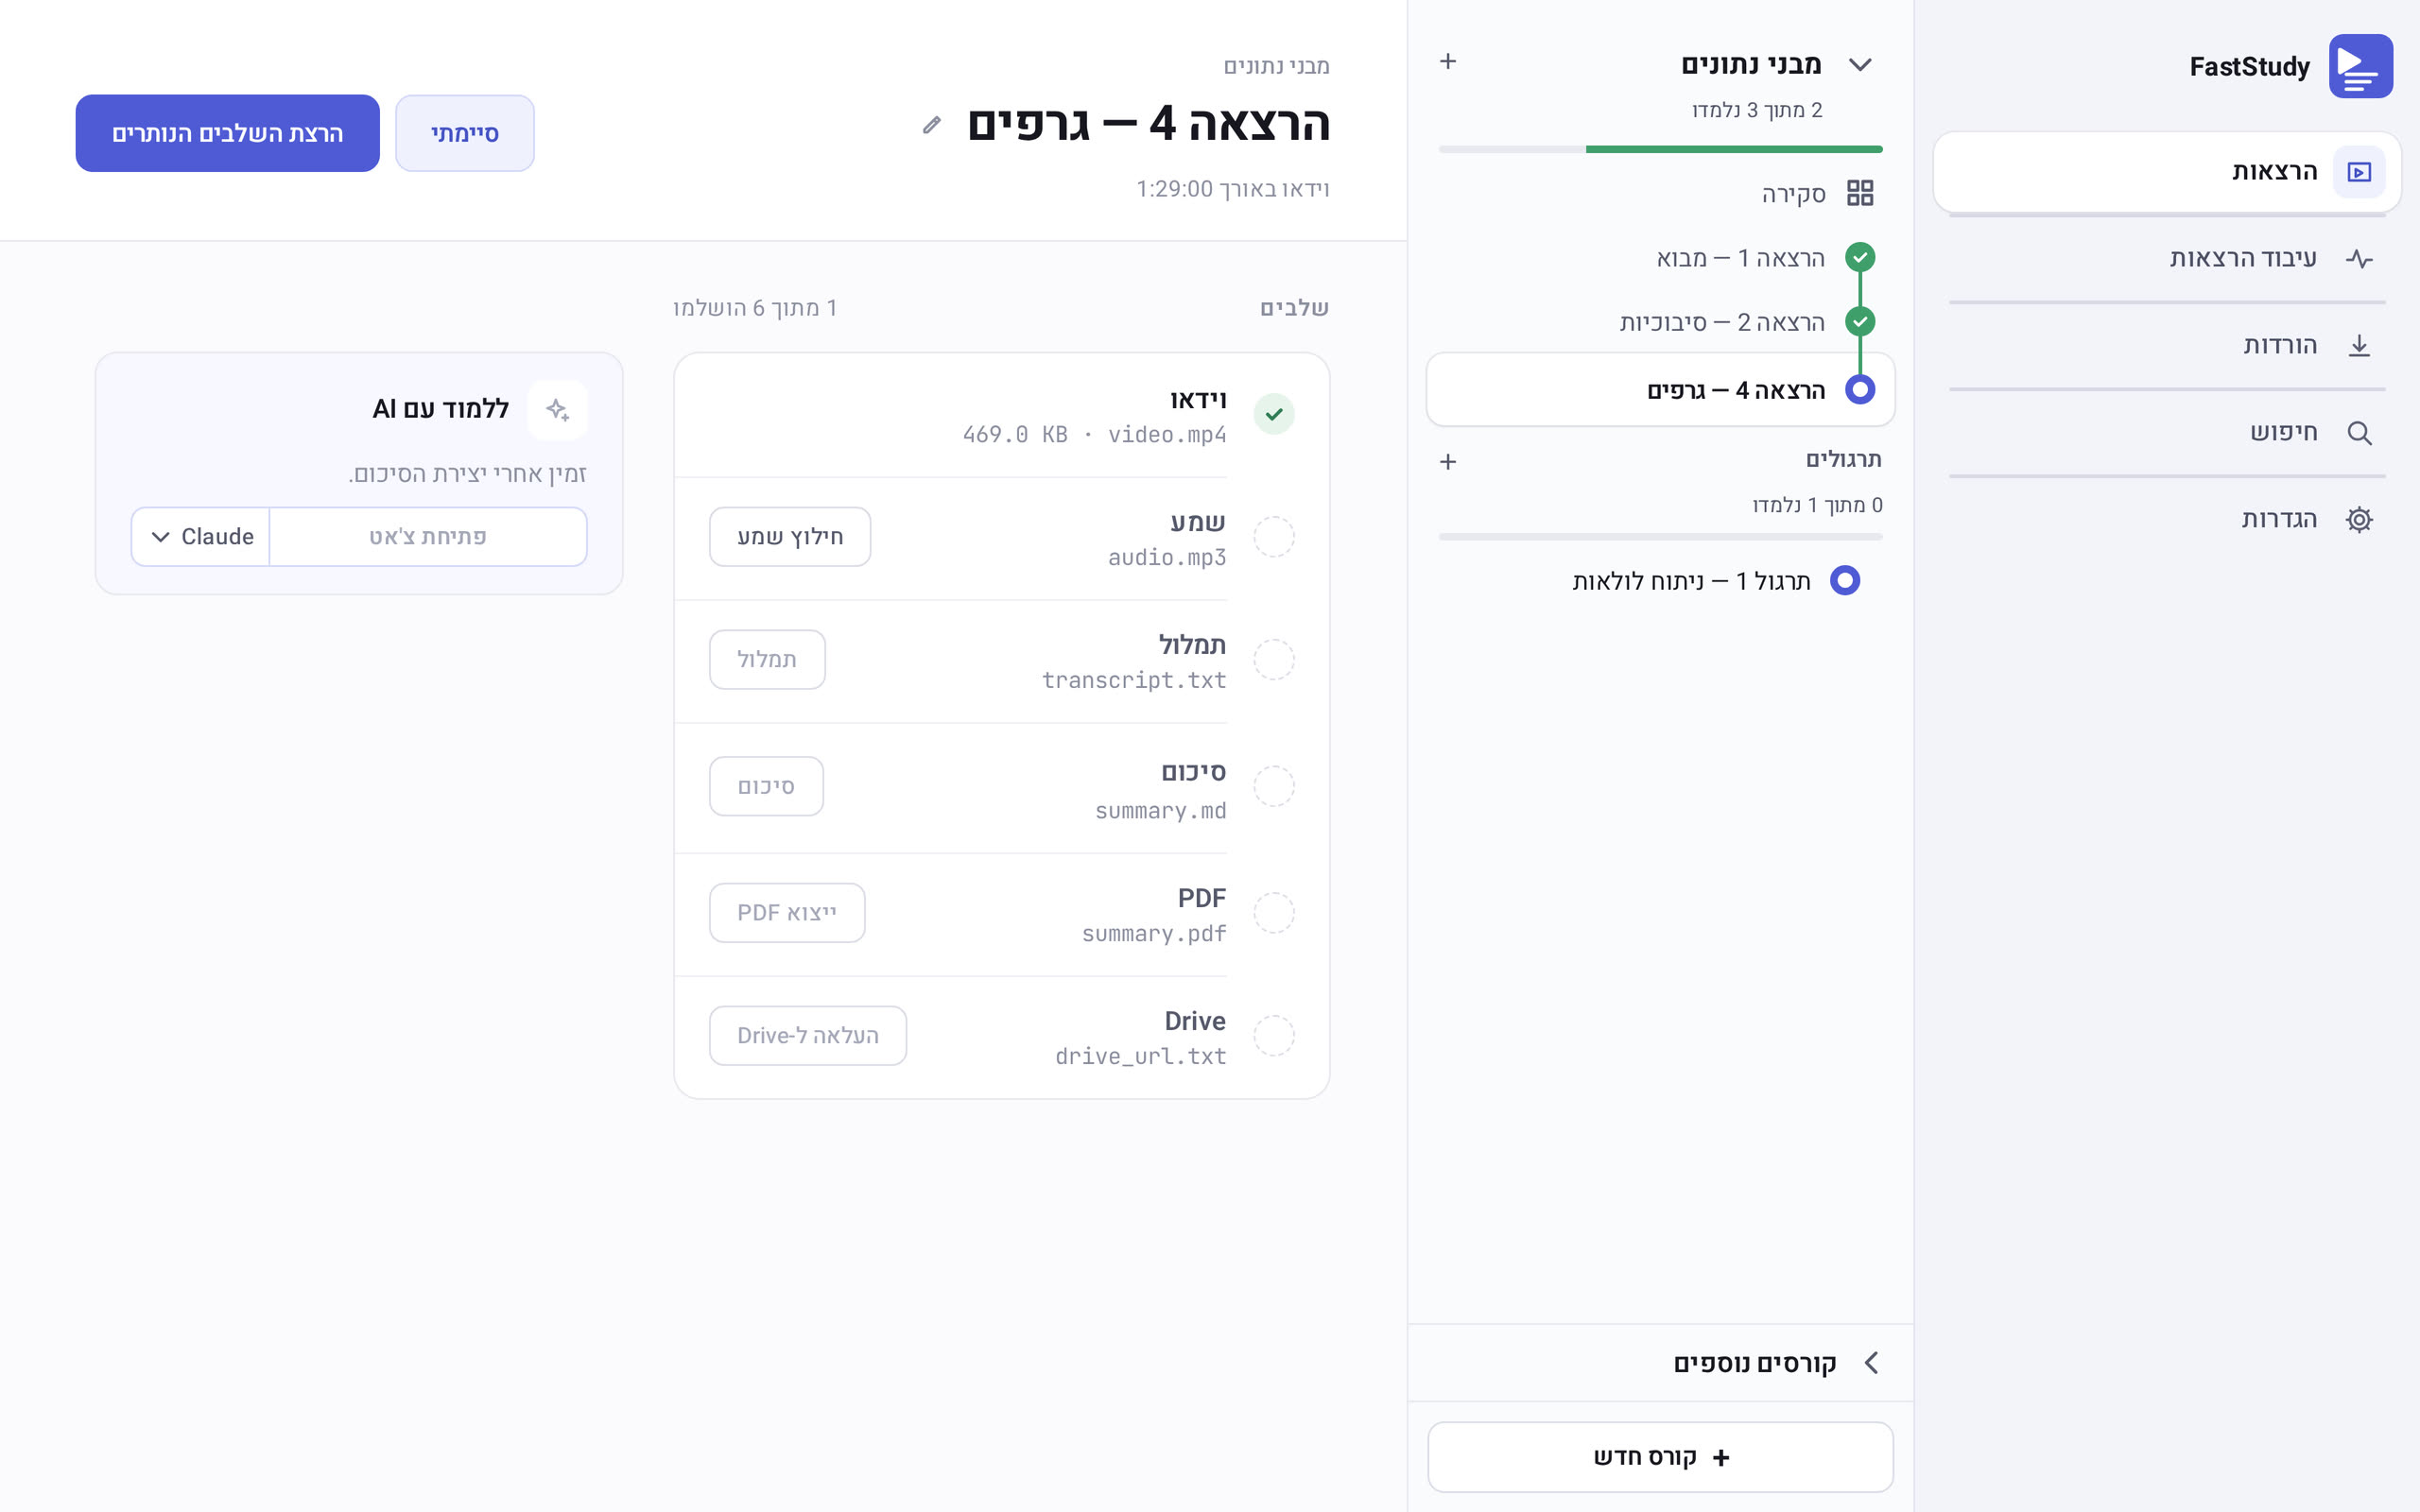 FastStudy
הרצאות
עיבוד הרצאות
הורדות
חיפוש
הגדרות
מבני נתונים
2 מתוך 3 נלמדו
סקירה
הרצאה 1 – מבוא
הרצאה 2 – סיבוכיות
הרצאה 4 – גרפים
תרגולים
0 מתוך 1 נלמדו
תרגול 1 – ניתוח לולאות
קורסים נוספים
+ קורס חדש
מבני נתונים
הרצאה 4 – גרפים
וידאו באורך 1:29:00
סיימתי
הרצת השלבים הנותרים
שלבים
1 מתוך 6 הושלמו
וידאו
469.0 KB · video.mp4
שמע
audio.mp3
חילוץ שמע
תמלול
transcript.txt
תמלול
סיכום
summary.md
סיכום
PDF
summary.pdf
ייצוא PDF
Drive
drive_url.txt
העלאה ל-Drive
ללמוד עם AI
זמין אחרי יצירת הסיכום.
פתיחת צ'אט
Claude